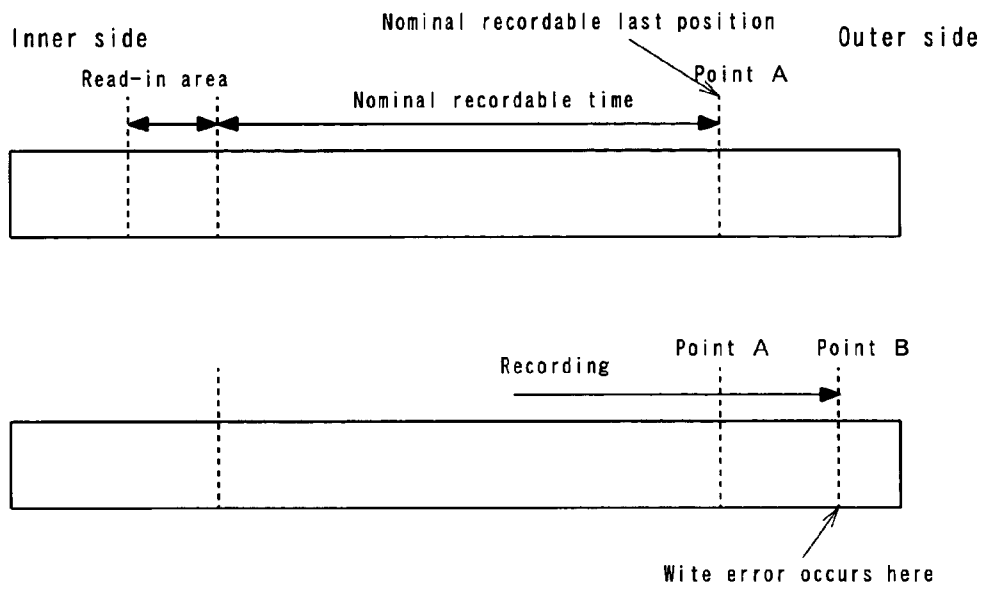 Nominal recordable last position
Inner side
Outer side
Read-in area
Point A
Nominal recordable time
Point A
Point B
Recording
Wite error occurs here